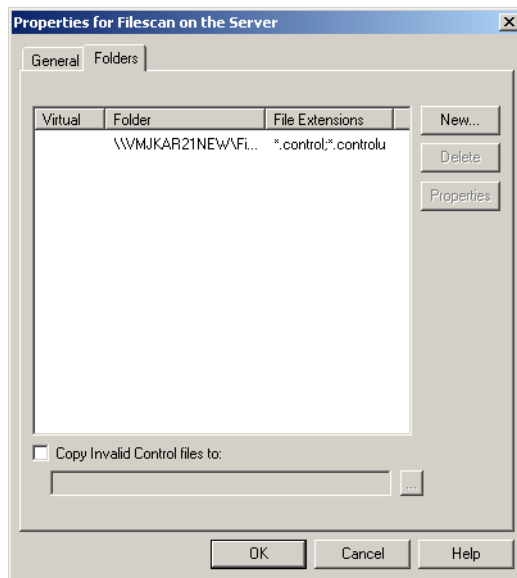 Properties for Filescan on the Server
General Folders
Virtual Folder File Extensions New...
\\VMJKAR21NEW\Fi... *.control;*.controlu
Delete
Properties
Copy Invalid Control files to:
...
OK Cancel Help